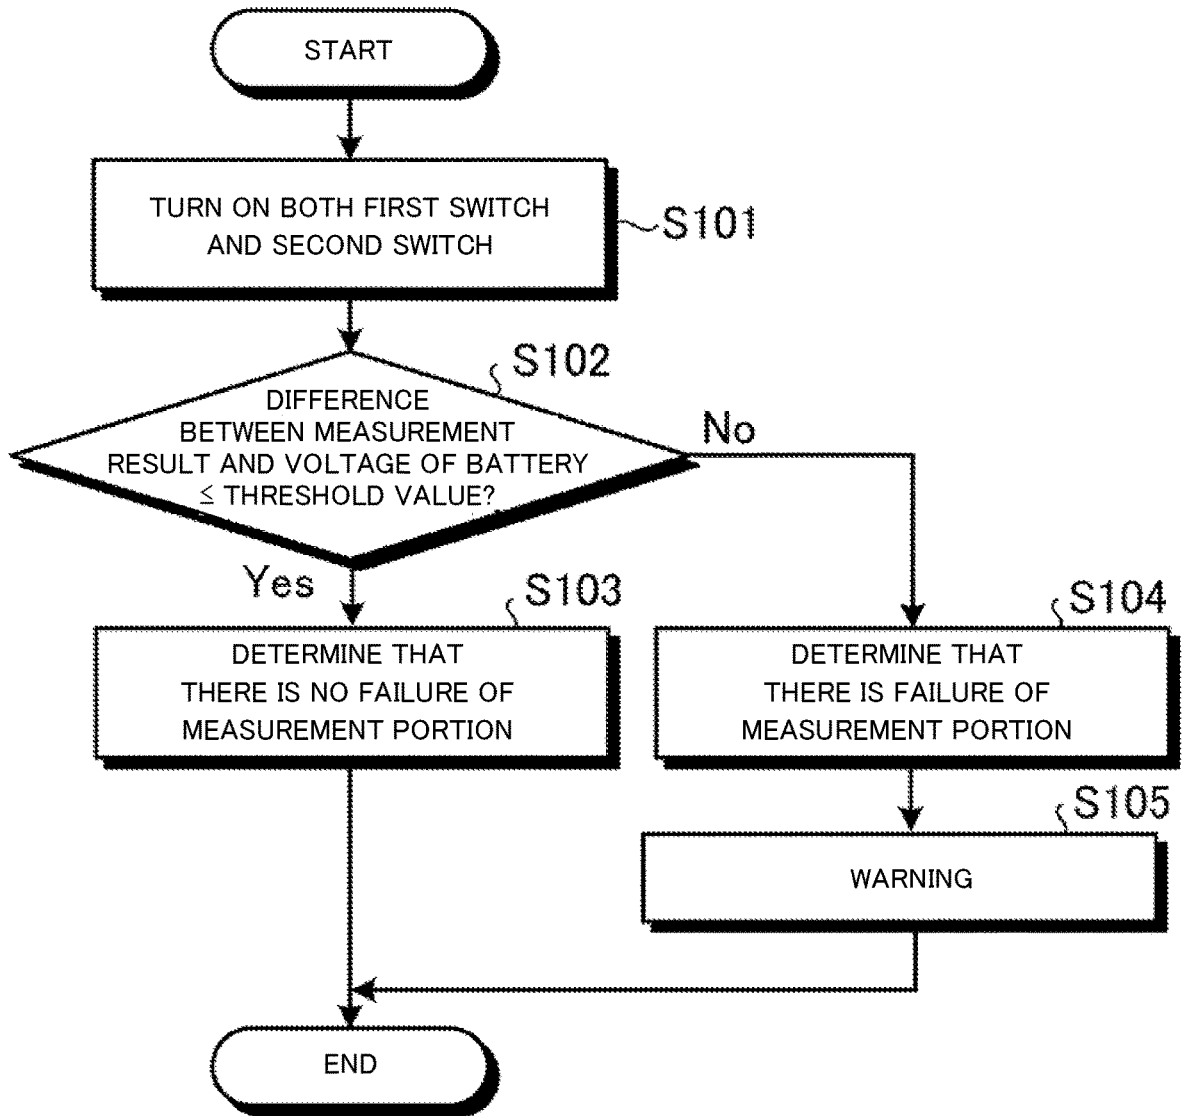 START
TURN ON BOTH FIRST SWITCH
AND SECOND SWITCH
S101
S102
DIFFERENCE
BETWEEN MEASUREMENT
RESULT AND VOLTAGE OF BATTERY
≦ THRESHOLD VALUE?
No
Yes
S103
DETERMINE THAT
THERE IS NO FAILURE OF
MEASUREMENT PORTION
S104
DETERMINE THAT
THERE IS FAILURE OF
MEASUREMENT PORTION
S105
WARNING
END